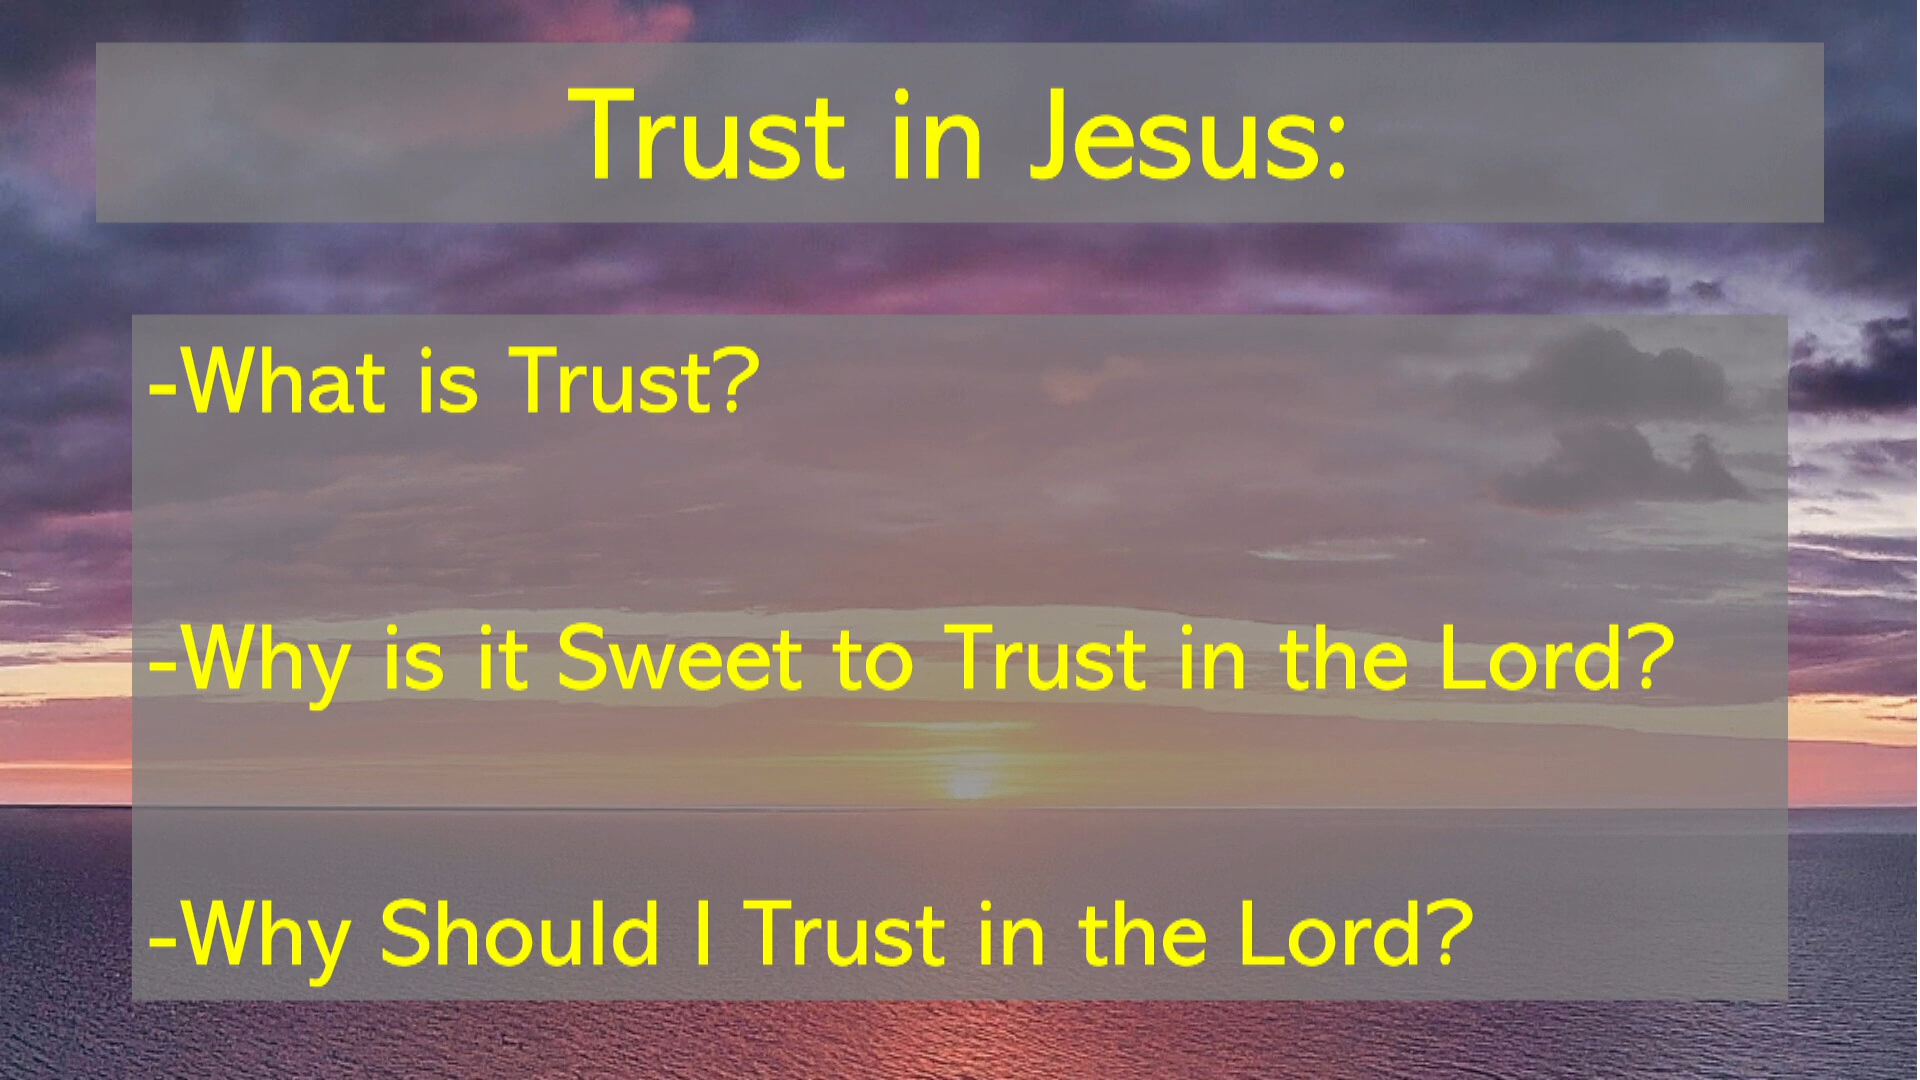 Trust in Jesus:
-What is Trust?
-Why is it Sweet to Trust in the Lord?
-Why Should I Trust in the Lord?